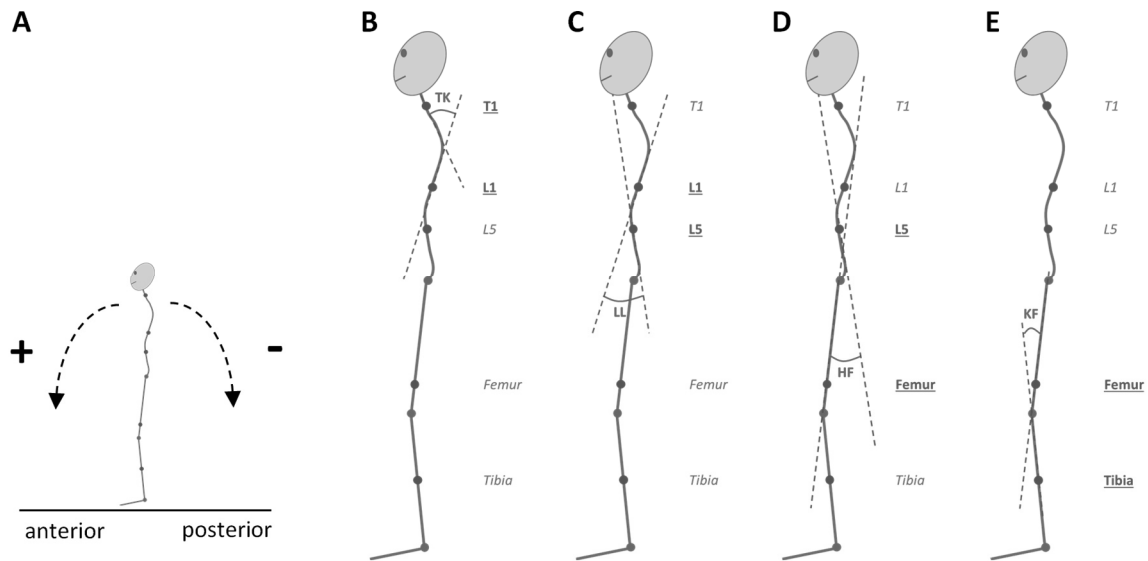 A
+
-
anterior
posterior
B
TK
T1
L1
L5
Femur
Tibia
C
T1
L1
L5
LL
Femur
Tibia
D
T1
L1
L5
HF
Femur
Tibia
E
T1
L1
L5
KF
Femur
Tibia